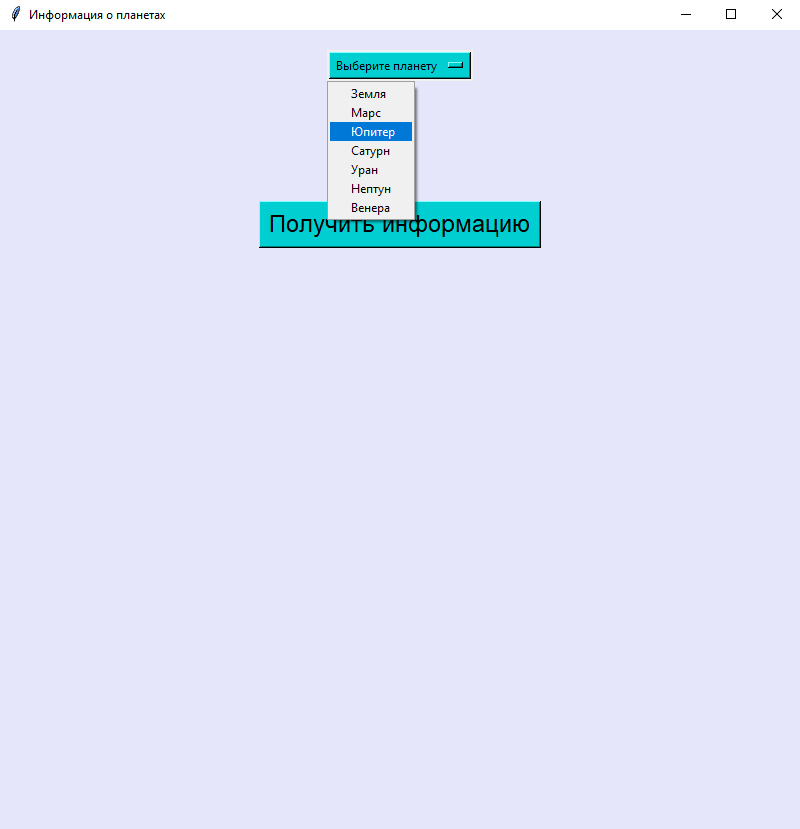 Информация о планетах
Выберите планету
Земля
Марс
Юпитер
Сатурн
Уран
Нептун
Венера
Получить информацию